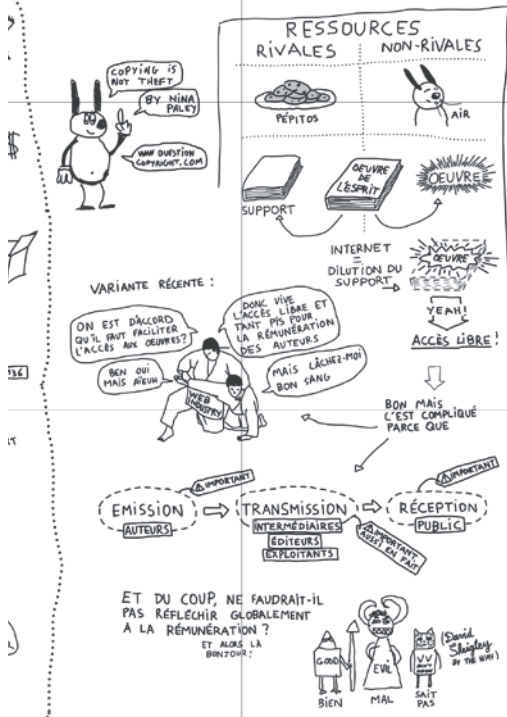 RESSOURCES
RIVALES
NON-RIVALES
COPYING IS
NOT THEFT
BY NINA
PALEY
PÉPITOS
AIR
OEUVRE
DE
L'ESPRIT
OEUVRE
SUPPORT
INTERNET
=
DILUTION DU
SUPPORT
OEUVRE
YEAH!
ACCÈS LIBRE!
VARIANTE RÉCENTE :
ON EST D'ACCORD
QU'IL FAUT FACILITER
L'ACCÈS AUX OEUVRES?
DONC VIVE
L'ACCÈS LIBRE ET
TANT PIS POUR
LA RÉMUNÉRATION
DES AUTEURS
BEN OUI
MAIS AÏEUH
MAIS LÂCHEZ-MOI
BON SANG
WEB
INDUSTRY
BON MAIS
C'EST COMPLIQUÉ
PARCE QUE
IMPORTANT
IMPORTANT
EMISSION
TRANSMISSION
RÉCEPTION
AUTEURS
INTERMÉDIAIRES
ÉDITEURS
EXPLOITANTS
PUBLIC
IMPORTANT
AUSSI EN FAIT
ET DU COUP, NE FAUDRAIT-IL
PAS RÉFLÉCHIR GLOBALEMENT
A LA RÉMUNÉRATION ?
ET ALORS LÀ
BONJOUR!
GOOD
EVIL
BIEN
MAL
SAIT
PAS
(David
Shrigley
BY THE WAY)